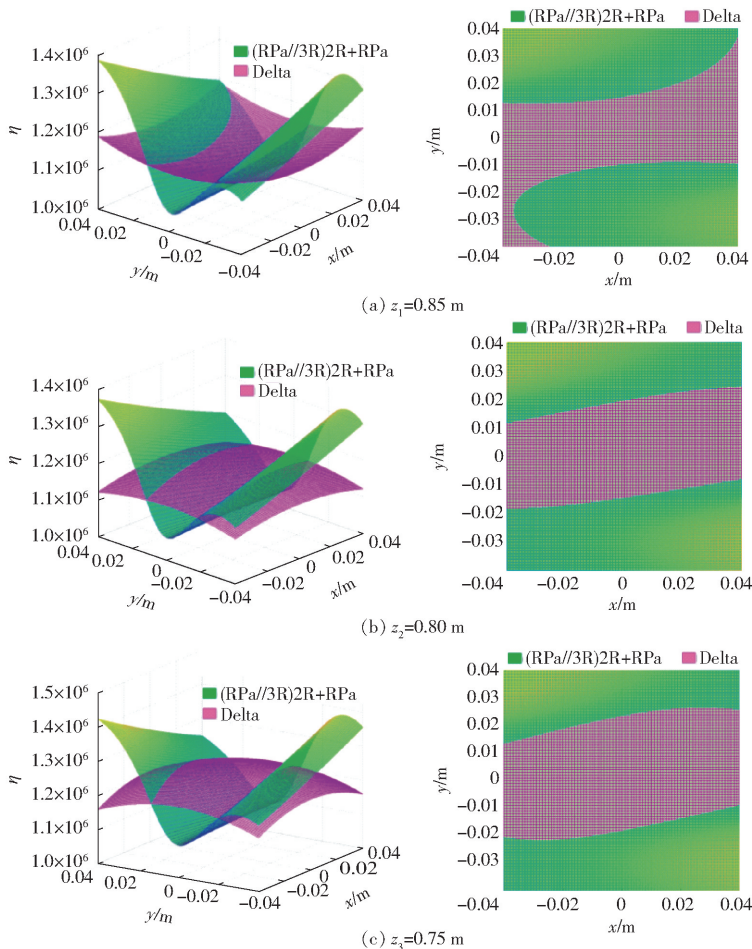 (RPa//3R)2R+RPa
Delta
1.4×10⁶
1.3×10⁶
1.2×10⁶
1.1×10⁶
1.0×10⁶
η
0.04
0.02
0
−0.02
−0.04
y/m
0.04
0.02
0
−0.02
x/m
(RPa//3R)2R+RPa Delta
0.04
0.03
0.02
0.01
0
−0.01
−0.02
−0.03
−0.04
y/m
−0.02 0 0.02 0.04
x/m
(a) z₁=0.85 m
(RPa//3R)2R+RPa
Delta
1.4×10⁶
1.3×10⁶
1.2×10⁶
1.1×10⁶
1.0×10⁶
η
0.04
0.02
0
−0.02
−0.04
y/m
0.04
0.02
0
−0.02
x/m
(RPa//3R)2R+RPa Delta
0.04
0.03
0.02
0.01
0
−0.01
−0.02
−0.03
−0.04
y/m
−0.02 0 0.02 0.04
x/m
(b) z₂=0.80 m
(RPa//3R)2R+RPa
Delta
1.5×10⁶
1.4×10⁶
1.3×10⁶
1.2×10⁶
1.1×10⁶
1.0×10⁶
η
0.04
0.02
0
−0.02
−0.04
y/m
0.04
0.02
0
−0.02
x/m
(RPa//3R)2R+RPa Delta
0.04
0.03
0.02
0.01
0
−0.01
−0.02
−0.03
−0.04
y/m
−0.02 0 0.02 0.04
x/m
(c) z₃=0.75 m